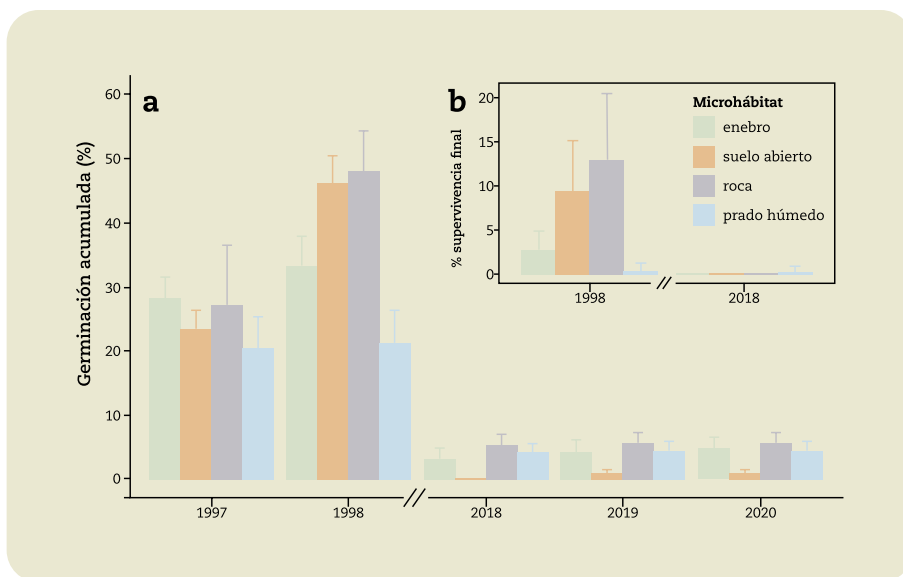 a
Germinación acumulada (%)
60
50
40
30
20
10
0
1997
1998
2018
2019
2020
b
% supervivencia final
20
15
10
5
0
1998
2018
Microhábitat
enebro
suelo abierto
roca
prado húmedo